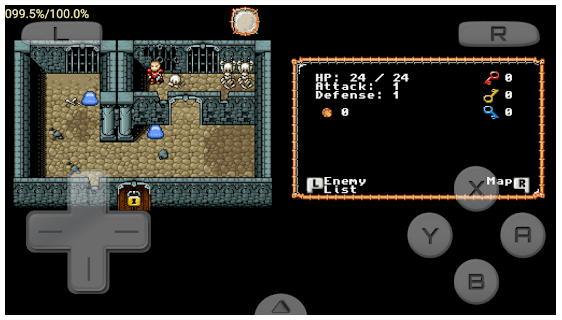 099.5%/100.0%
L
R
HP: 24 / 24
Attack: 1
Defense: 1
0
0
0
0
L Enemy List
Map R
X
Y
A
B